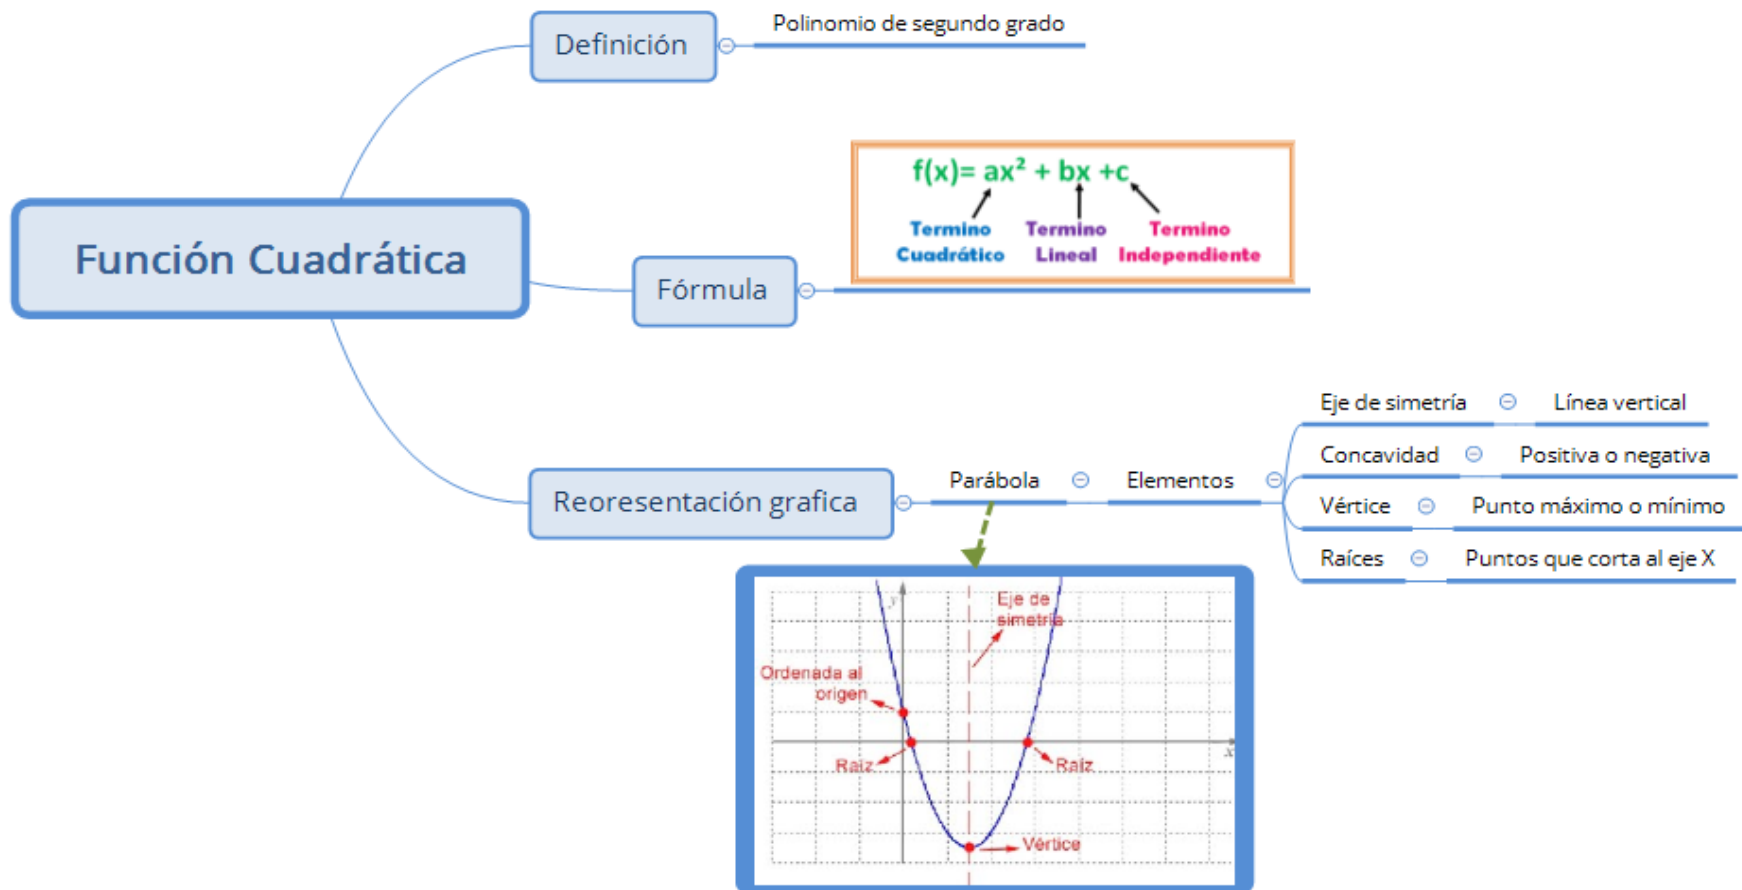 Función Cuadrática
Definición
Polinomio de segundo grado
Fórmula
f(x)= ax² + bx +c
Termino Cuadrático
Termino Lineal
Termino Independiente
Reoresentación grafica
Parábola
Elementos
Eje de simetría
Línea vertical
Concavidad
Positiva o negativa
Vértice
Punto máximo o mínimo
Raíces
Puntos que corta al eje X
y
Eje de
simetría
Ordenada al
origen
x
Raíz
Raíz
Vértice